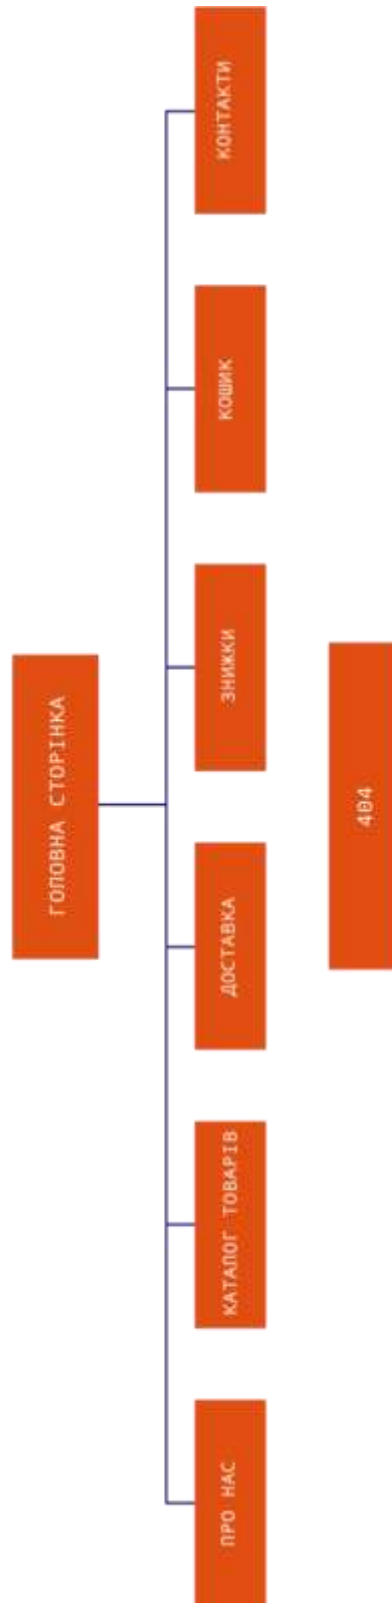 ГОЛОВНА СТОРІНКА
ПРО НАС
КАТАЛОГ ТОВАРІВ
ДОСТАВКА
ЗНИЖКИ
КОШИК
КОНТАКТИ
404